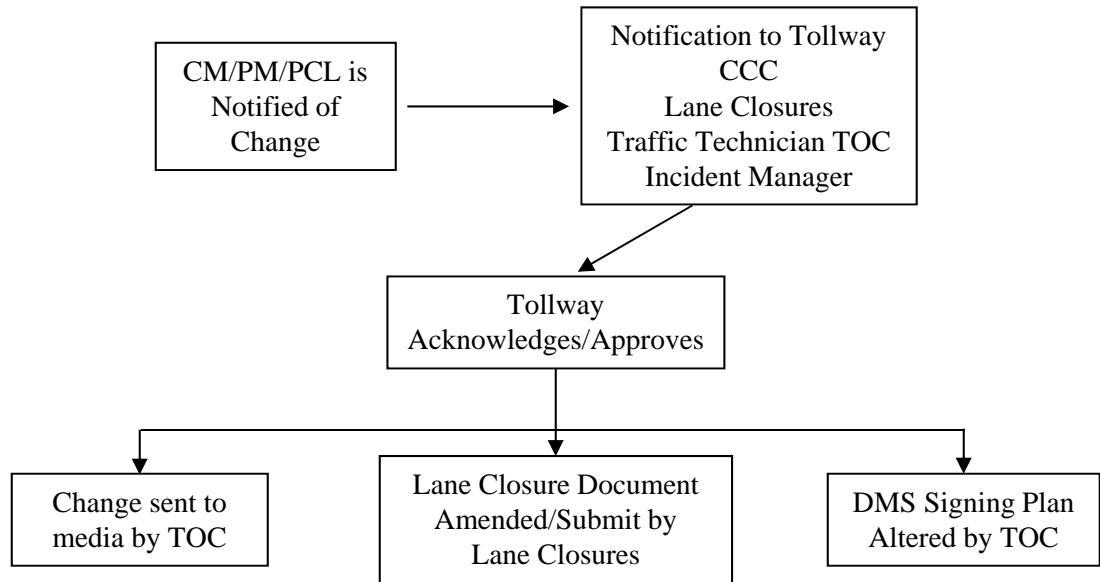 CM/PM/PCL is
Notified of
Change
Notification to Tollway
CCC
Lane Closures
Traffic Technician TOC
Incident Manager
Tollway
Acknowledges/Approves
Change sent to
media by TOC
Lane Closure Document
Amended/Submit by
Lane Closures
DMS Signing Plan
Altered by TOC